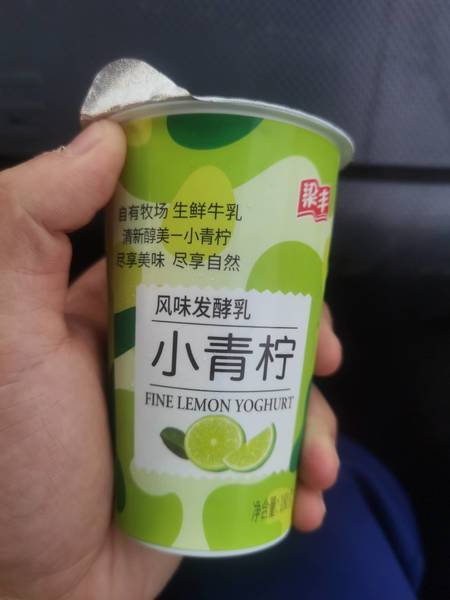 梁丰
自有牧场 生鲜牛乳
清新醇美—小青柠
尽享美味 尽享自然
风味发酵乳
小青柠
FINE LEMON YOGHURT
净含量: